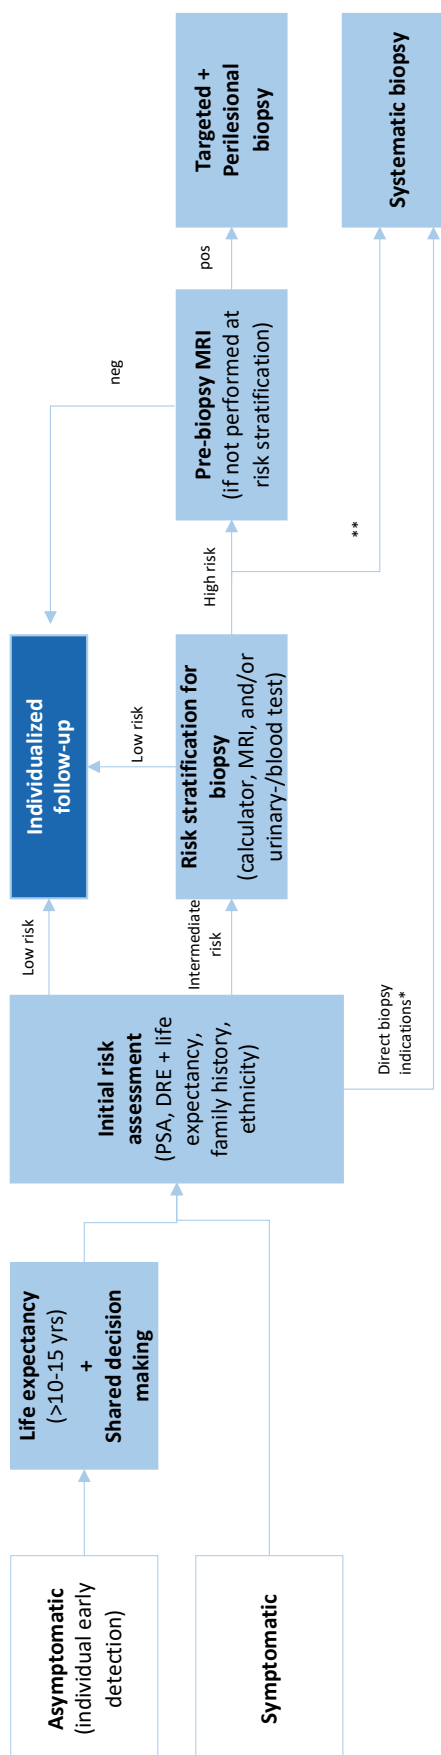 Asymptomatic
(individual early
detection)
Symptomatic
Life expectancy
(>10-15 yrs)
+
Shared decision
making
Initial risk
assessment
(PSA, DRE + life
expectancy,
family history,
ethnicity)
Low risk
Intermediate
risk
Direct biopsy
indications*
Individualized
follow-up
Low risk
Risk stratification for
biopsy
(calculator, MRI, and/or
urinary-/blood test)
High risk
**
neg
Pre-biopsy MRI
(if not performed at
risk stratification)
pos
Targeted +
Perilesional
biopsy
Systematic biopsy